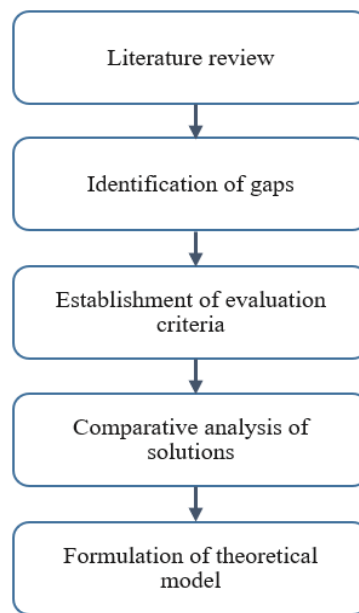 Literature review
Identification of gaps
Establishment of evaluation
criteria
Comparative analysis of
solutions
Formulation of theoretical
model